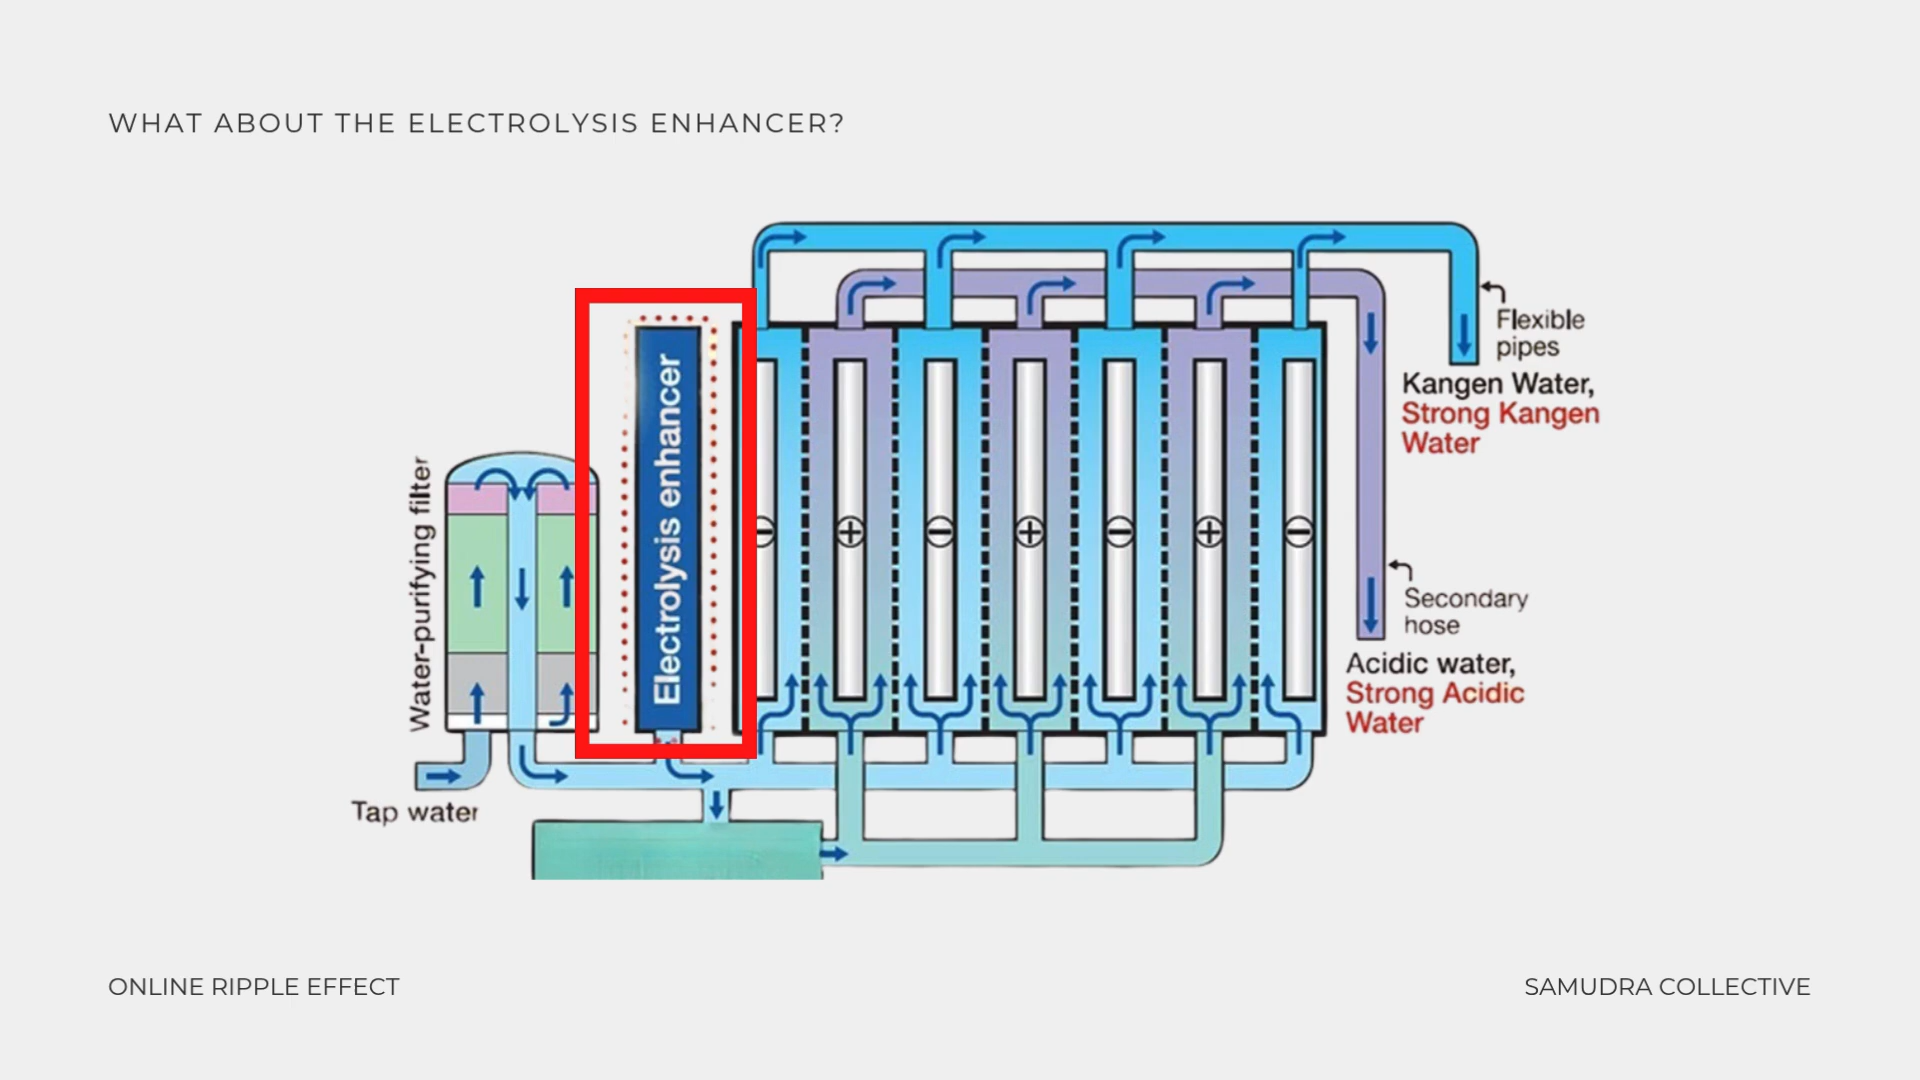 WHAT ABOUT THE ELECTROLYSIS ENHANCER?
Water-purifying filter
Tap water
Electrolysis enhancer
Flexible
pipes
Kangen Water,
Strong Kangen
Water
Secondary
hose
Acidic water,
Strong Acidic
Water
ONLINE RIPPLE EFFECT
SAMUDRA COLLECTIVE